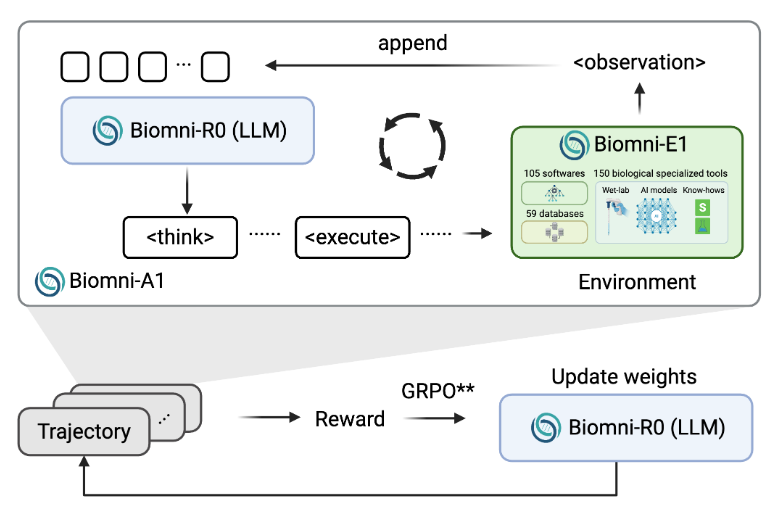 append
<observation>
Biomni-R0 (LLM)
Biomni-E1
105 softwares
150 biological specialized tools
Wet-lab
AI models
Know-hows
AI
S
59 databases
<think>
......
<execute>
......
Biomni-A1
Environment
Update weights
GRPO**
Trajectory
Reward
Biomni-R0 (LLM)